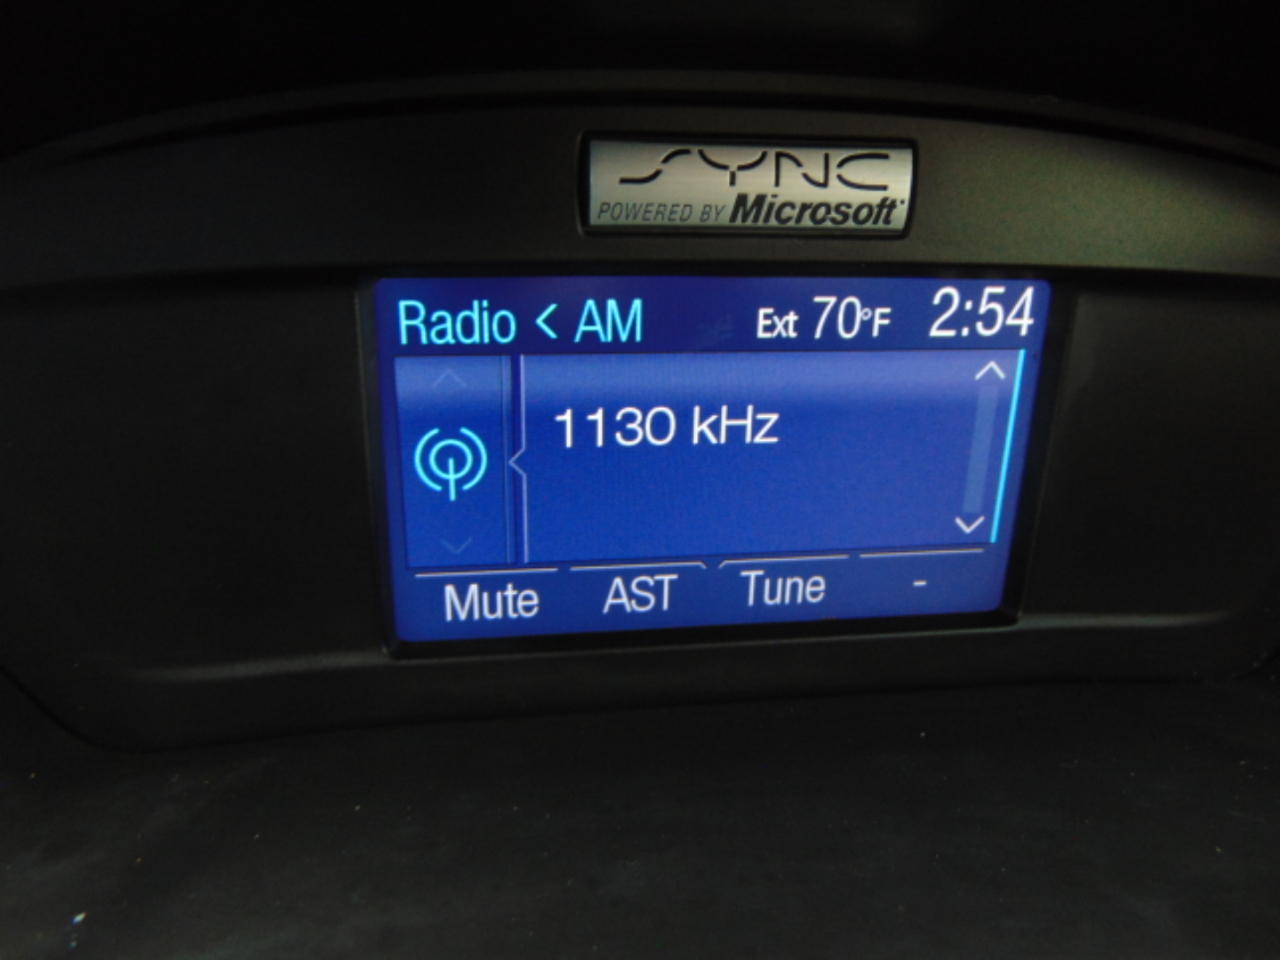 SYNC
POWERED BY Microsoft
Radio < AM Ext 70°F 2:54
1130 kHz
Mute AST Tune -